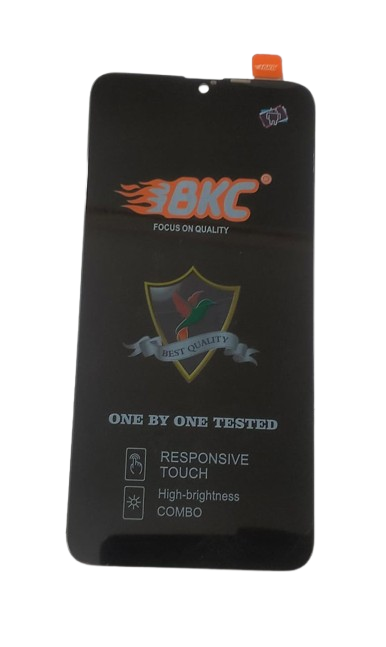 BKC®
FOCUS ON QUALITY
BEST QUALITY
ONE BY ONE TESTED
RESPONSIVE
TOUCH
High-brightness
COMBO